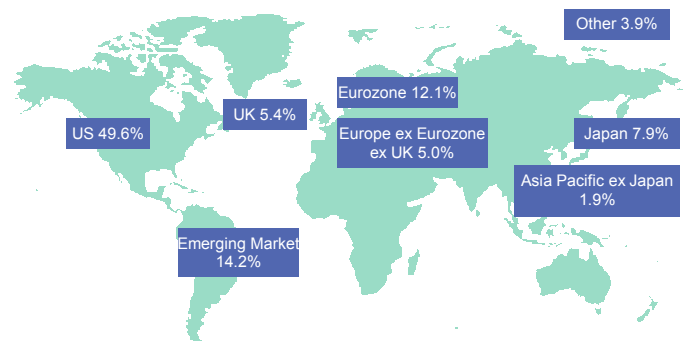 Other 3.9%
Eurozone 12.1%
UK 5.4%
US 49.6%
Europe ex Eurozone
ex UK 5.0%
Japan 7.9%
Asia Pacific ex Japan
1.9%
Emerging Market
14.2%